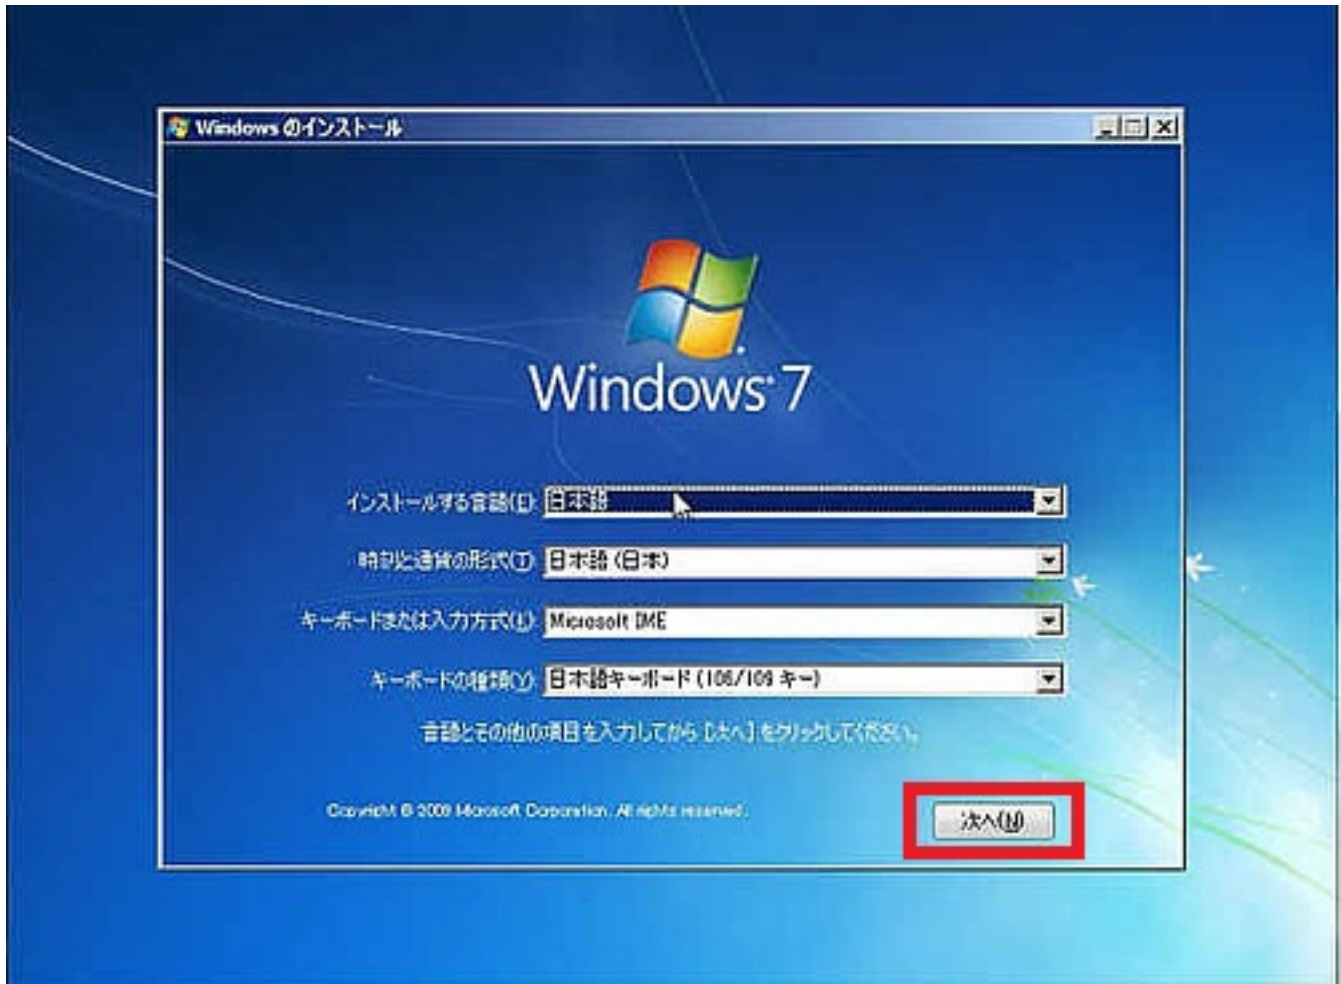 Windows のインストール
Windows 7
インストールする言語(E): 日本語
時刻と通貨の形式(T): 日本語 (日本)
キーボードまたは入力方式(K): Microsoft IME
キーボードの種類(Y): 日本語キーボード (106/109 キー)
言語とその他の項目を入力してから [次へ] をクリックしてください。
Copyright © 2009 Microsoft Corporation. All rights reserved.
次へ(N)